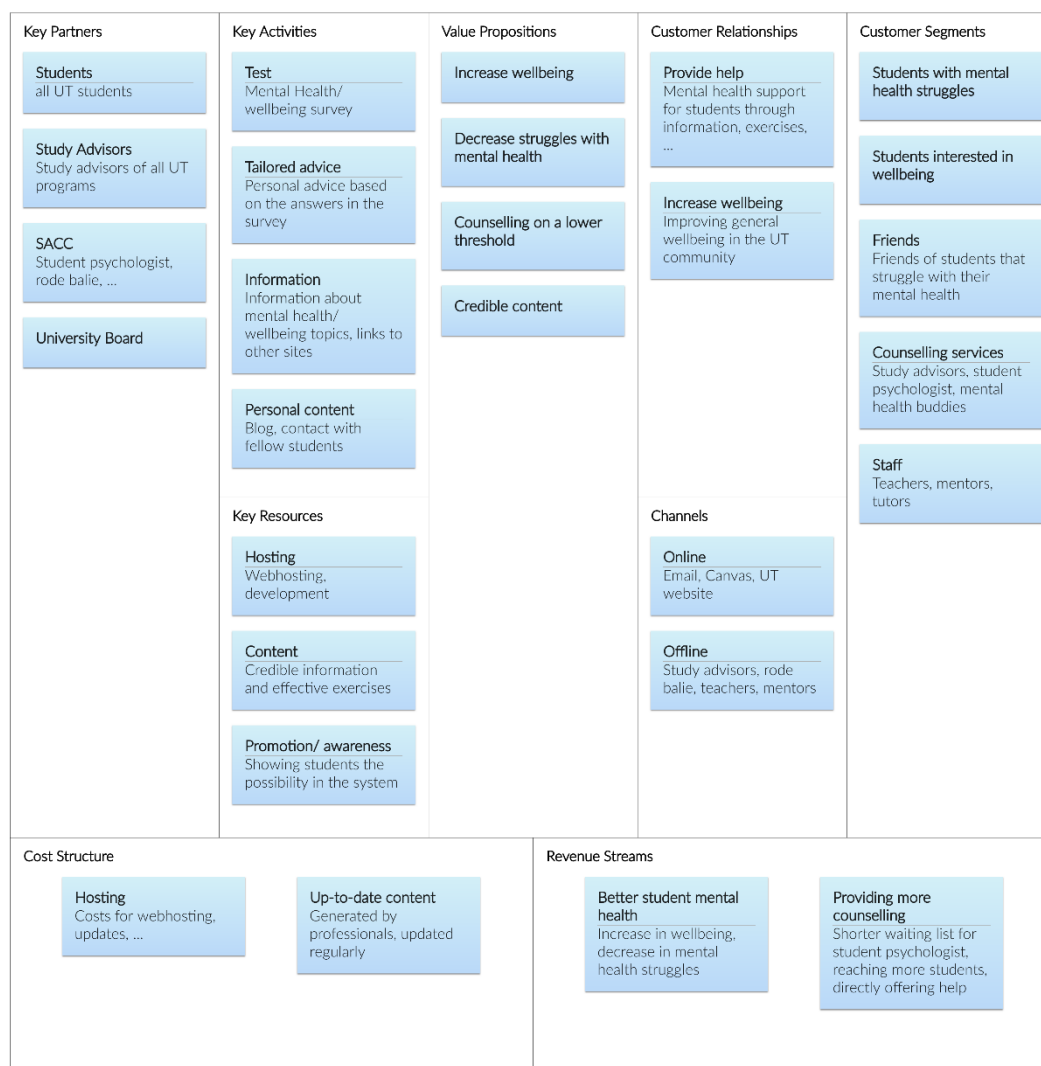 Key Partners
Students
all UT students
Study Advisors
Study advisors of all UT
programs
SACC
Student psychologist,
rode balie, ...
University Board
Key Activities
Test
Mental Health/
wellbeing survey
Tailored advice
Personal advice based
on the answers in the
survey
Information
Information about
mental health/
wellbeing topics, links to
other sites
Personal content
Blog, contact with
fellow students
Key Resources
Hosting
Webhosting,
development
Content
Credible information
and effective exercises
Promotion/ awareness
Showing students the
possibility in the system
Value Propositions
Increase wellbeing
Decrease struggles with
mental health
Counselling on a lower
threshold
Credible content
Customer Relationships
Provide help
Mental health support
for students through
information, exercises,
...
Increase wellbeing
Improving general
wellbeing in the UT
community
Channels
Online
Email, Canvas, UT
website
Offline
Study advisors, rode
balie, teachers, mentors
Customer Segments
Students with mental
health struggles
Students interested in
wellbeing
Friends
Friends of students that
struggle with their
mental health
Counselling services
Study advisors, student
psychologist, mental
health buddies
Staff
Teachers, mentors,
tutors
Cost Structure
Hosting
Costs for webhosting,
updates, ...
Up-to-date content
Generated by
professionals, updated
regularly
Revenue Streams
Better student mental
health
Increase in wellbeing,
decrease in mental
health struggles
Providing more
counselling
Shorter waiting list for
student psychologist,
reaching more students,
directly offering help